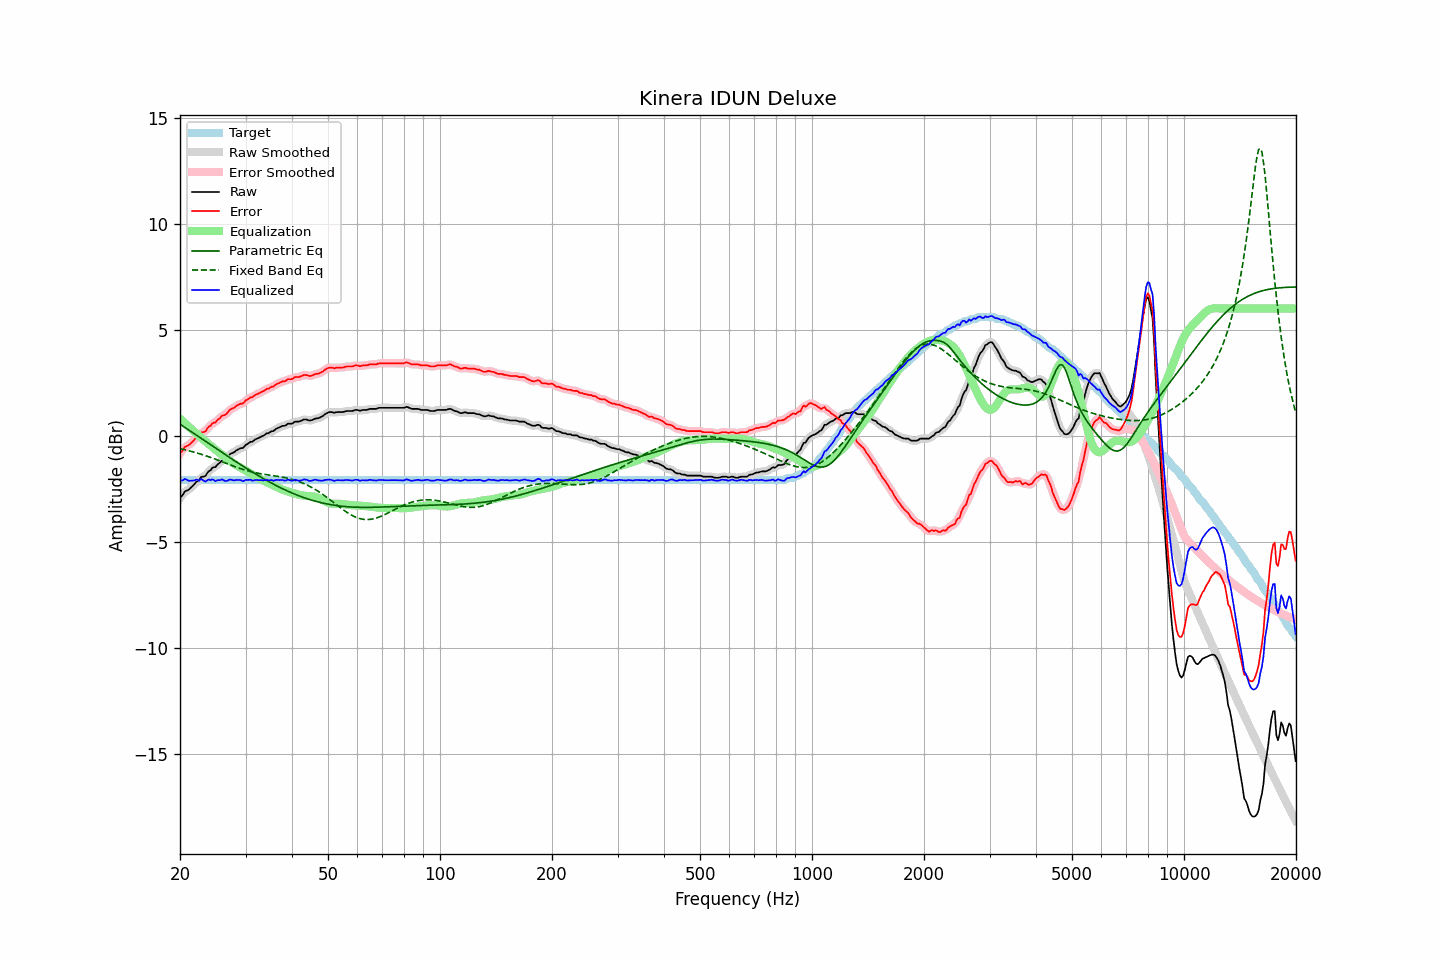 Kinera IDUN Deluxe
Target
Raw Smoothed
Error Smoothed
Raw
Error
Equalization
Parametric Eq
Fixed Band Eq
Equalized
Amplitude (dBr)
15
10
5
0
−5
−10
−15
20 50 100 200 500 1000 2000 5000 10000 20000
Frequency (Hz)